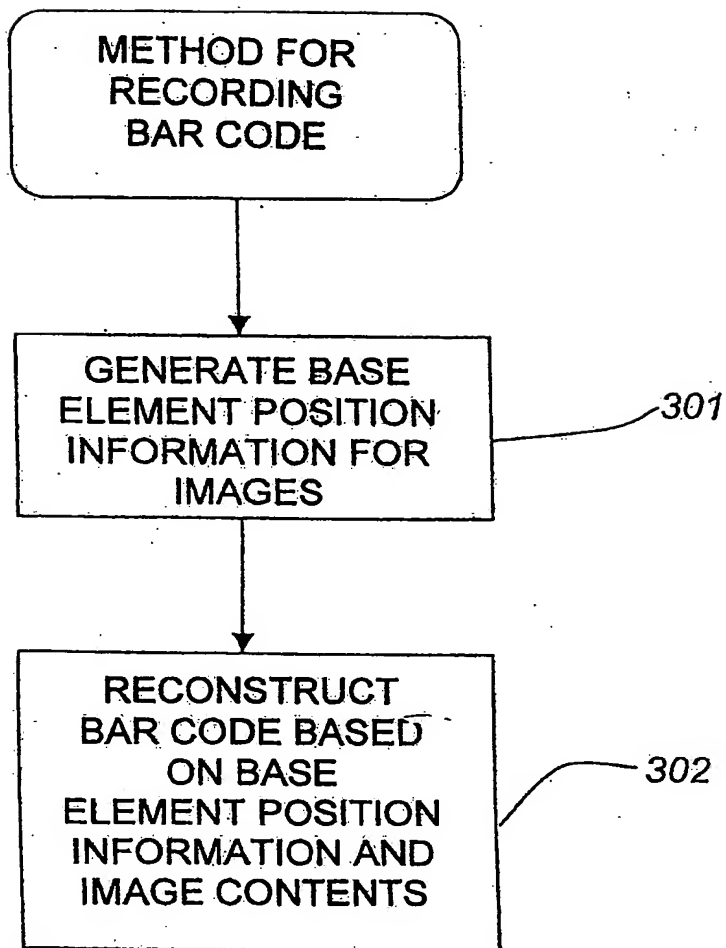 METHOD FOR
RECORDING
BAR CODE
GENERATE BASE
ELEMENT POSITION
INFORMATION FOR
IMAGES
301
RECONSTRUCT
BAR CODE BASED
ON BASE
ELEMENT POSITION
INFORMATION AND
IMAGE CONTENTS
302